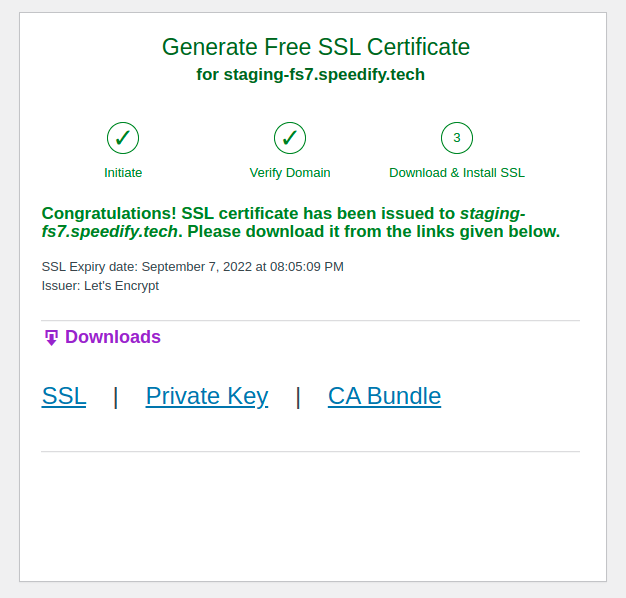 Generate Free SSL Certificate
for staging-fs7.speedify.tech
✓ ✓ 3
Initiate Verify Domain Download & Install SSL
Congratulations! SSL certificate has been issued to staging-
fs7.speedify.tech. Please download it from the links given below.
SSL Expiry date: September 7, 2022 at 08:05:09 PM
Issuer: Let's Encrypt
Downloads
SSL | Private Key | CA Bundle